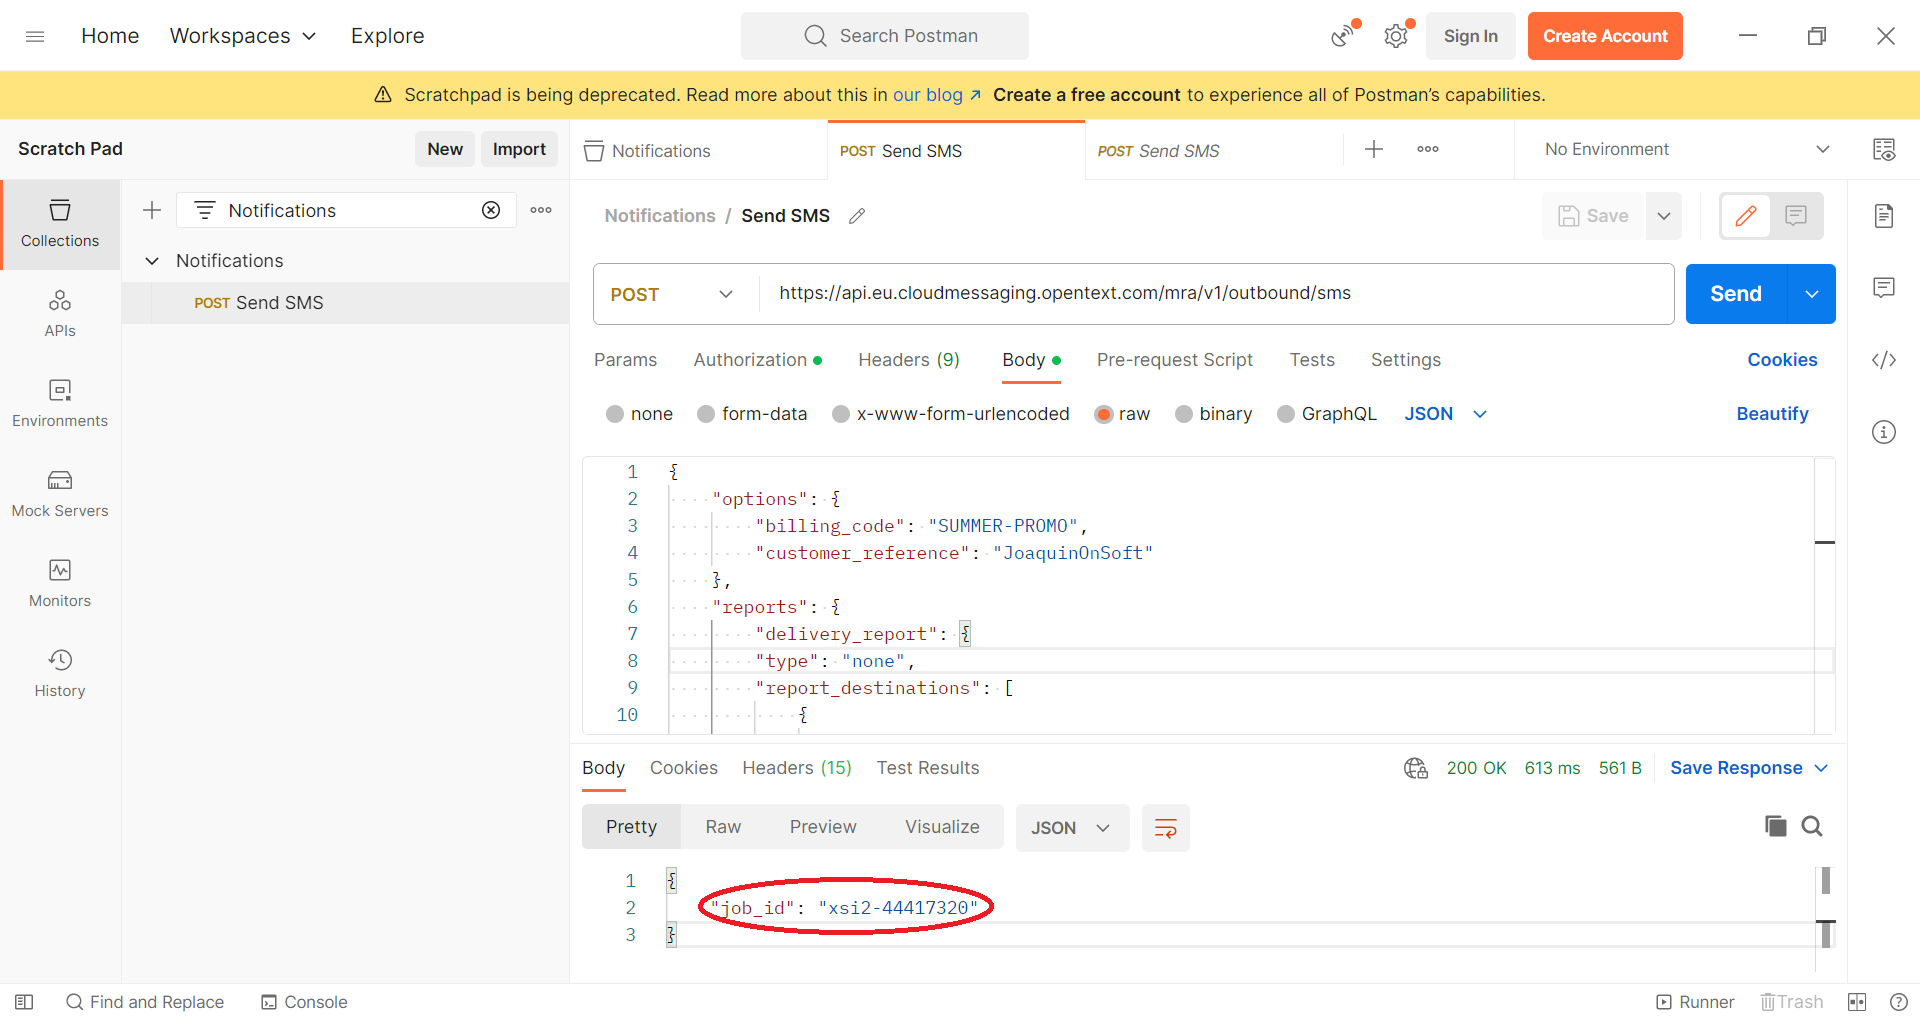 Home Workspaces Explore Search Postman Sign In Create Account
Scratchpad is being deprecated. Read more about this in our blog ↗ Create a free account to experience all of Postman's capabilities.
Scratch Pad New Import Notifications POST Send SMS POST Send SMS No Environment
Notifications
Notifications
POST Send SMS
Collections
APIs
Environments
Mock Servers
Monitors
History
Notifications / Send SMS Save
POST https://api.eu.cloudmessaging.opentext.com/mra/v1/outbound/sms Send
Params Authorization Headers (9) Body Pre-request Script Tests Settings Cookies
none form-data x-www-form-urlencoded raw binary GraphQL JSON Beautify
1 {
2 "options": {
3 "billing_code": "SUMMER-PROMO",
4 "customer_reference": "JoaquinOnSoft"
5 },
6 "reports": {
7 "delivery_report": {
8 "type": "none",
9 "report_destinations": [
10 {
Body Cookies Headers (15) Test Results 200 OK 613 ms 561 B Save Response
Pretty Raw Preview Visualize JSON
1 {
2 "job_id": "xsi2-44417320"
3 }
Find and Replace Console Runner Trash